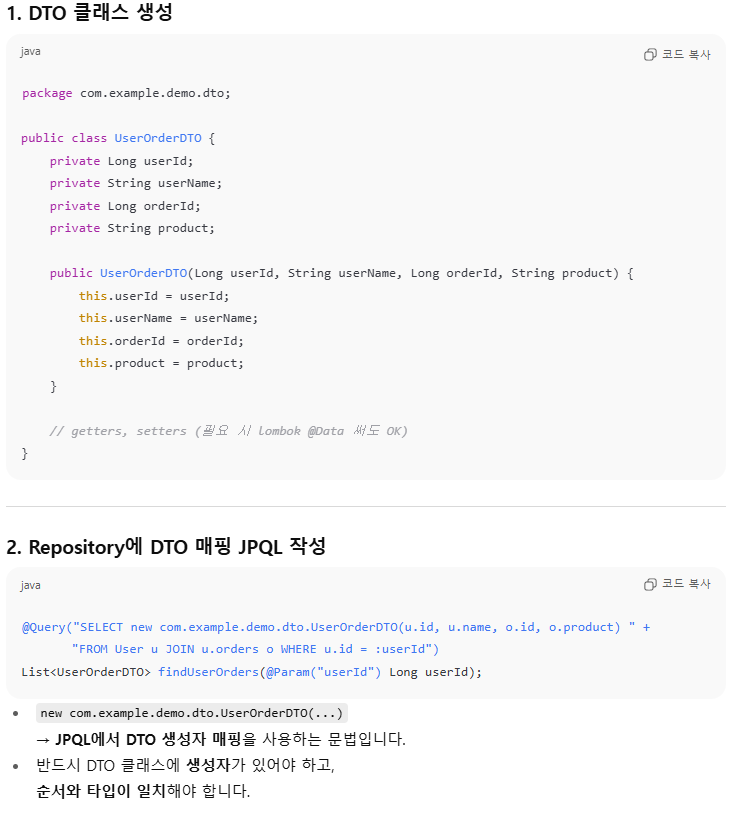 1. DTO 클래스 생성
java
코드 복사
package com.example.demo.dto;
public class UserOrderDTO {
    private Long userId;
    private String userName;
    private Long orderId;
    private String product;
    public UserOrderDTO(Long userId, String userName, Long orderId, String product) {
        this.userId = userId;
        this.userName = userName;
        this.orderId = orderId;
        this.product = product;
    }
    // getters, setters (필요 시 lombok @Data 써도 OK)
}
2. Repository에 DTO 매핑 JPQL 작성
java
코드 복사
@Query("SELECT new com.example.demo.dto.UserOrderDTO(u.id, u.name, o.id, o.product) " +
       "FROM User u JOIN u.orders o WHERE u.id = :userId")
List<UserOrderDTO> findUserOrders(@Param("userId") Long userId);
• new com.example.demo.dto.UserOrderDTO(...)
→ JPQL에서 DTO 생성자 매핑을 사용하는 문법입니다.
• 반드시 DTO 클래스에 생성자가 있어야 하고,
순서와 타입이 일치해야 합니다.